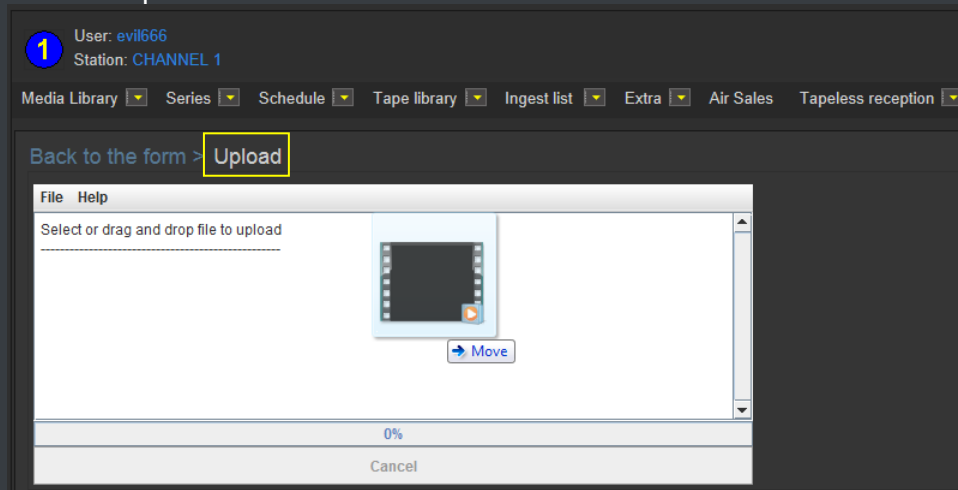 1
User: evil666
Station: CHANNEL 1
Media Library Series Schedule Tape library Ingest list Extra Air Sales Tapeless reception
Back to the form > Upload
File Help
Select or drag and drop file to upload
------------------------------------------------
Move
0%
Cancel